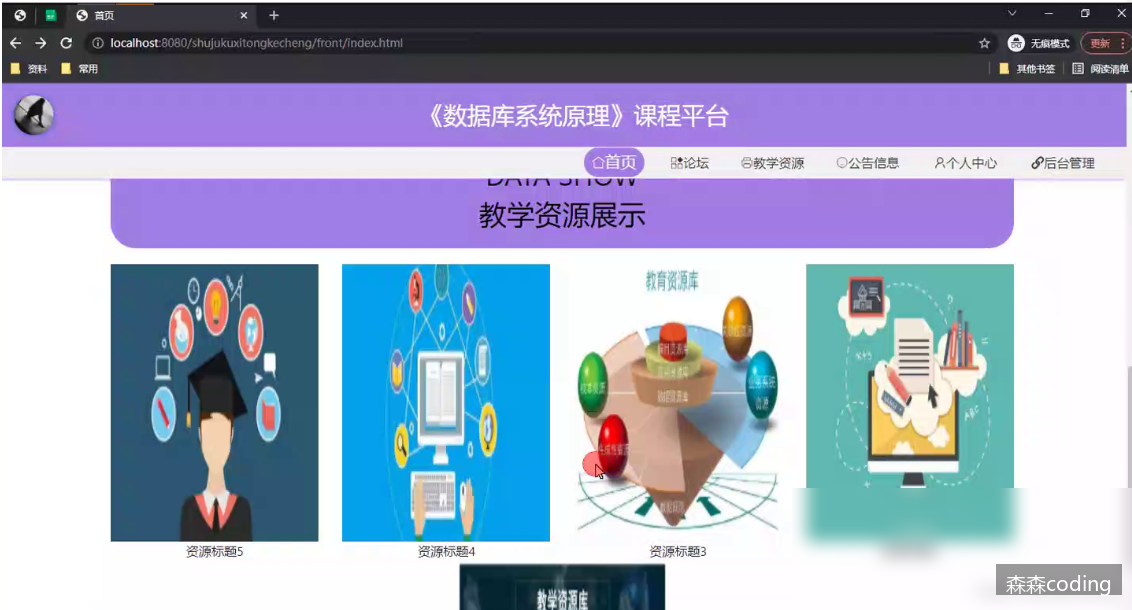 首页
localhost:8080/shujukuxitongkecheng/front/index.html
无痕模式
更新
资料
常用
其他书签
阅读清单
《数据库系统原理》课程平台
首页
论坛
教学资源
公告信息
个人中心
后台管理
DATA SHOW
教学资源展示
教育资源库
ABC
资源标题5
资源标题4
资源标题3
教学资源库
森森coding